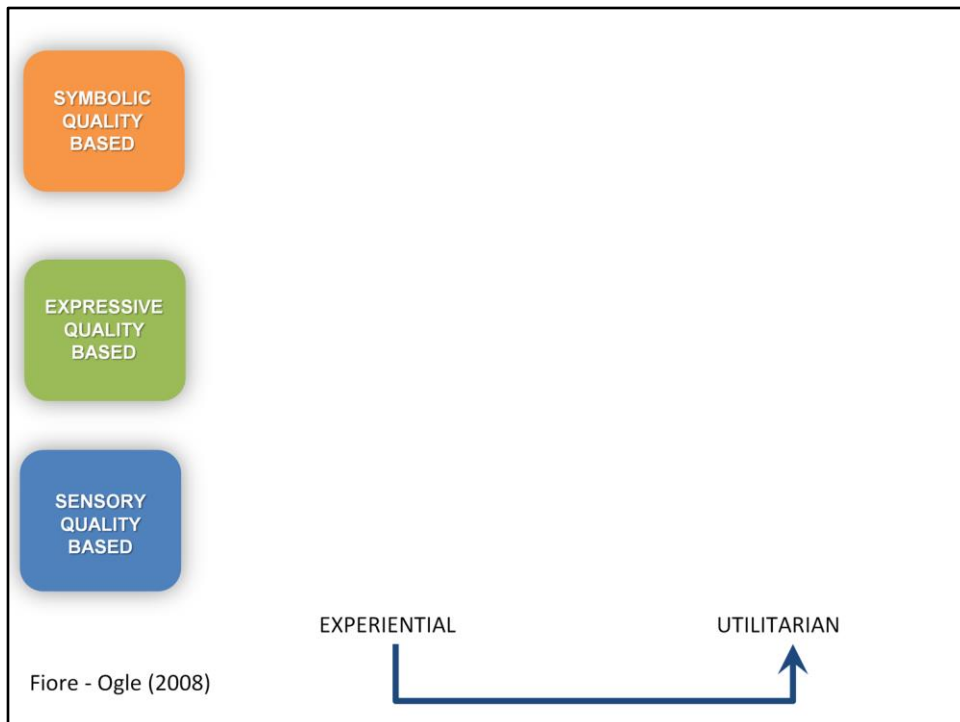 SYMBOLIC
QUALITY
BASED
EXPRESSIVE
QUALITY
BASED
SENSORY
QUALITY
BASED
EXPERIENTIAL
UTILITARIAN
Fiore - Ogle (2008)